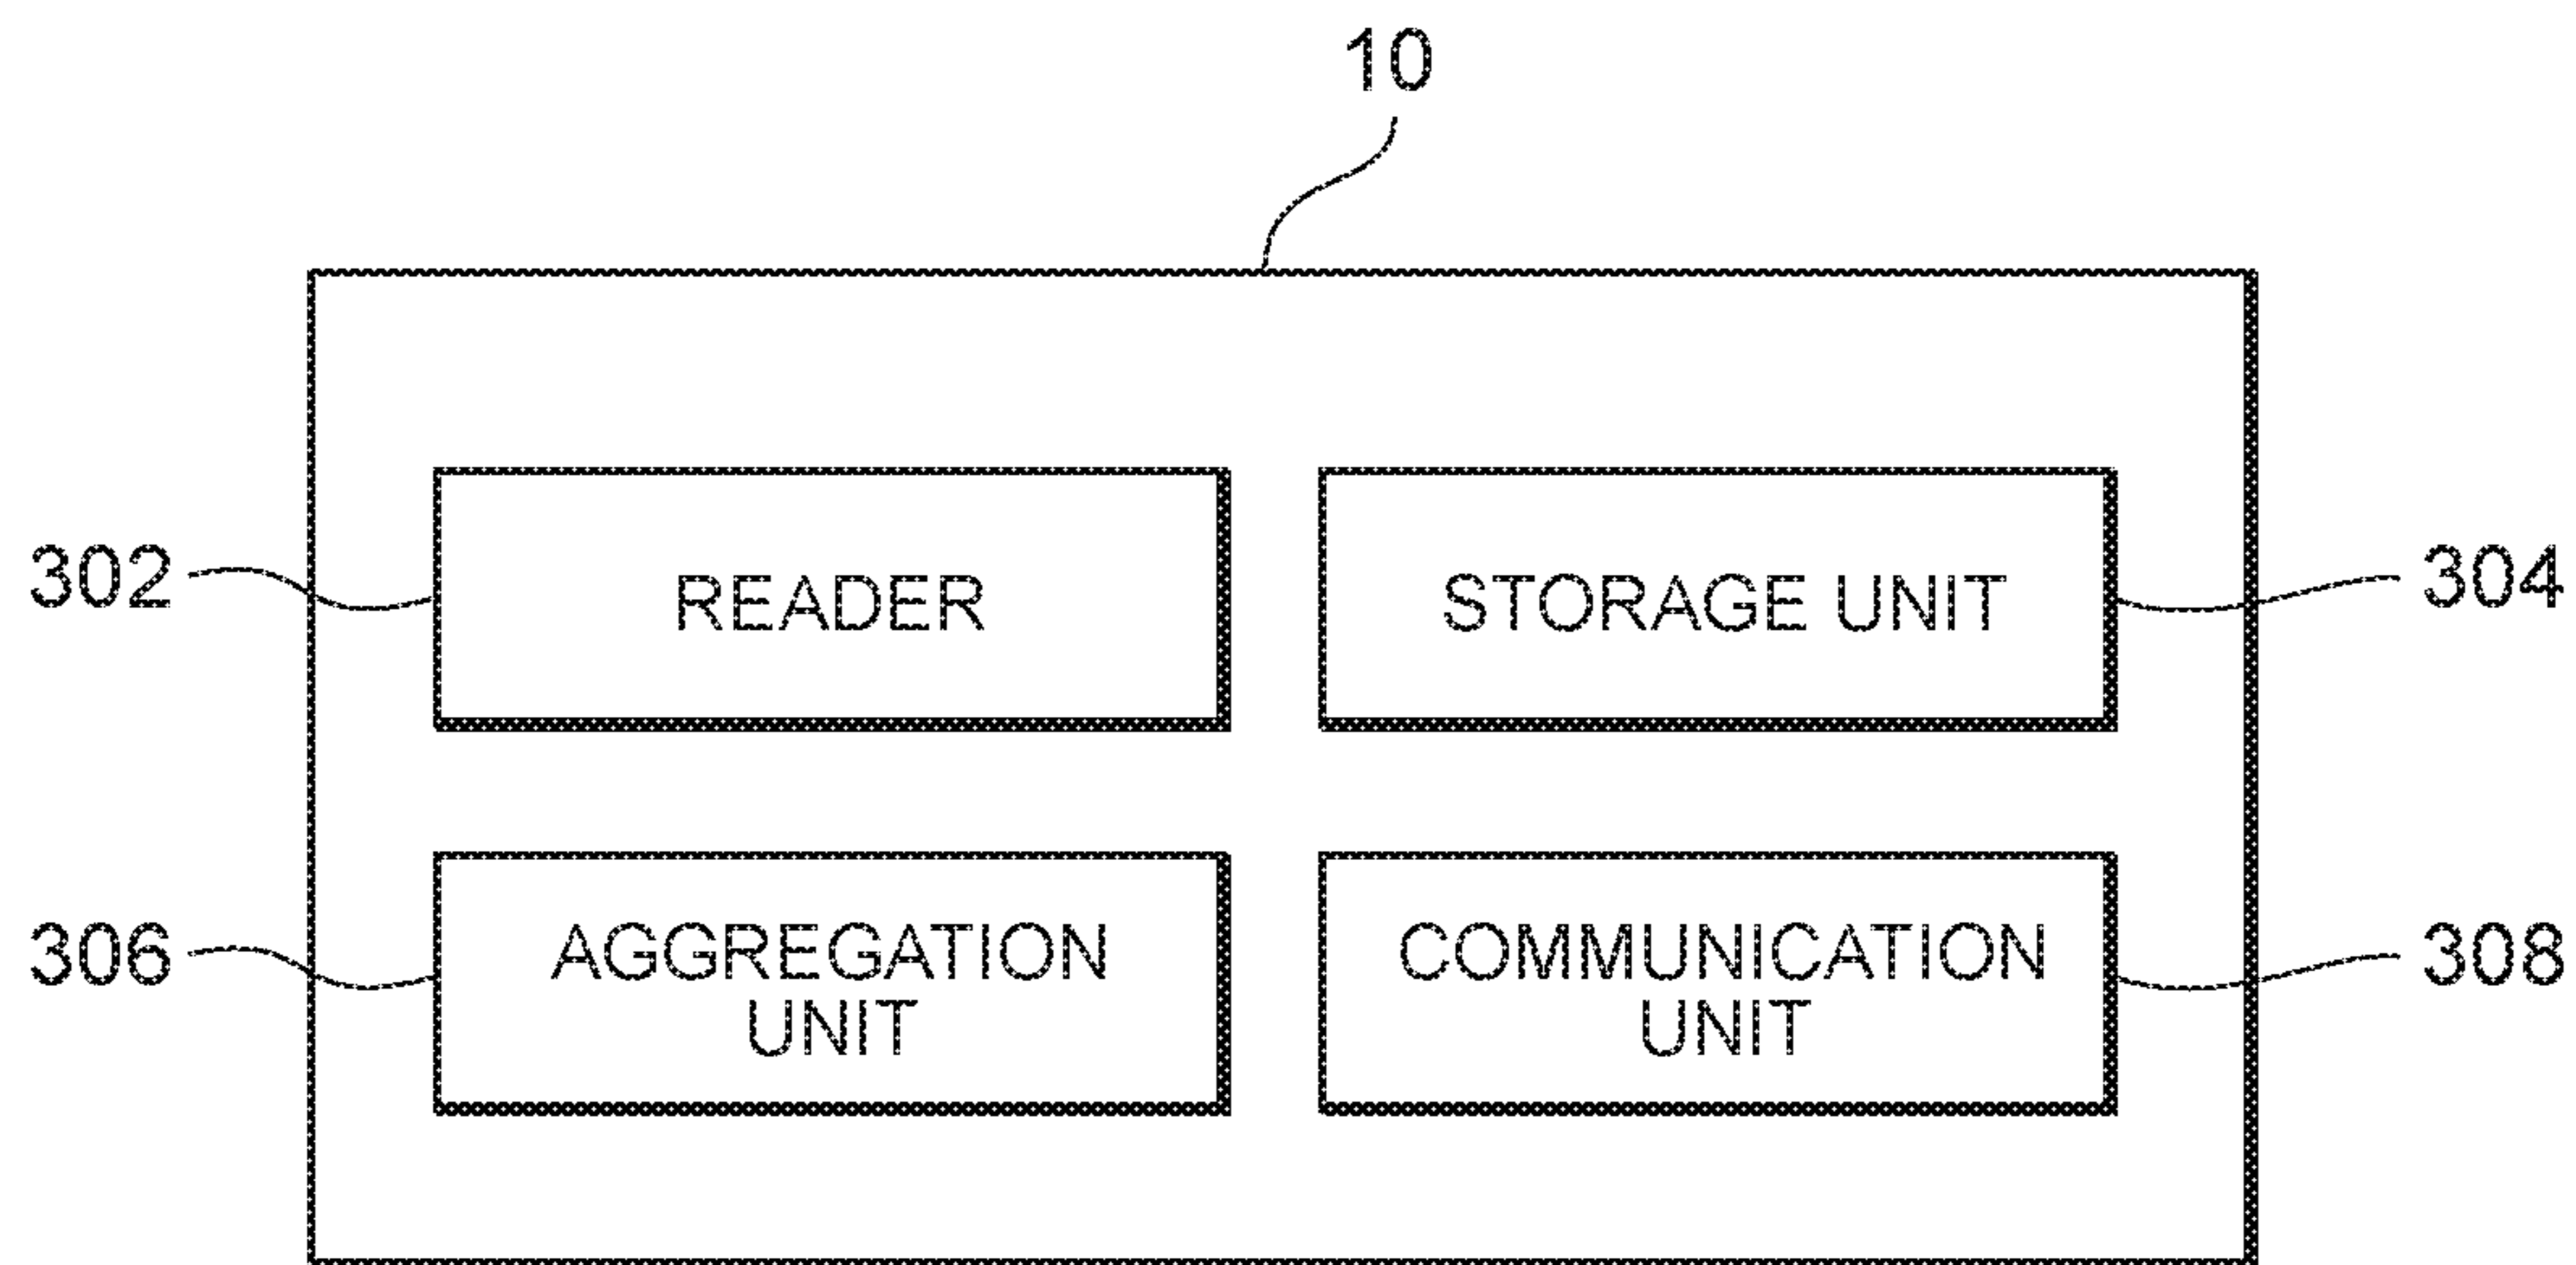 10
302
READER
STORAGE UNIT
304
306
AGGREGATION
UNIT
COMMUNICATION
UNIT
308